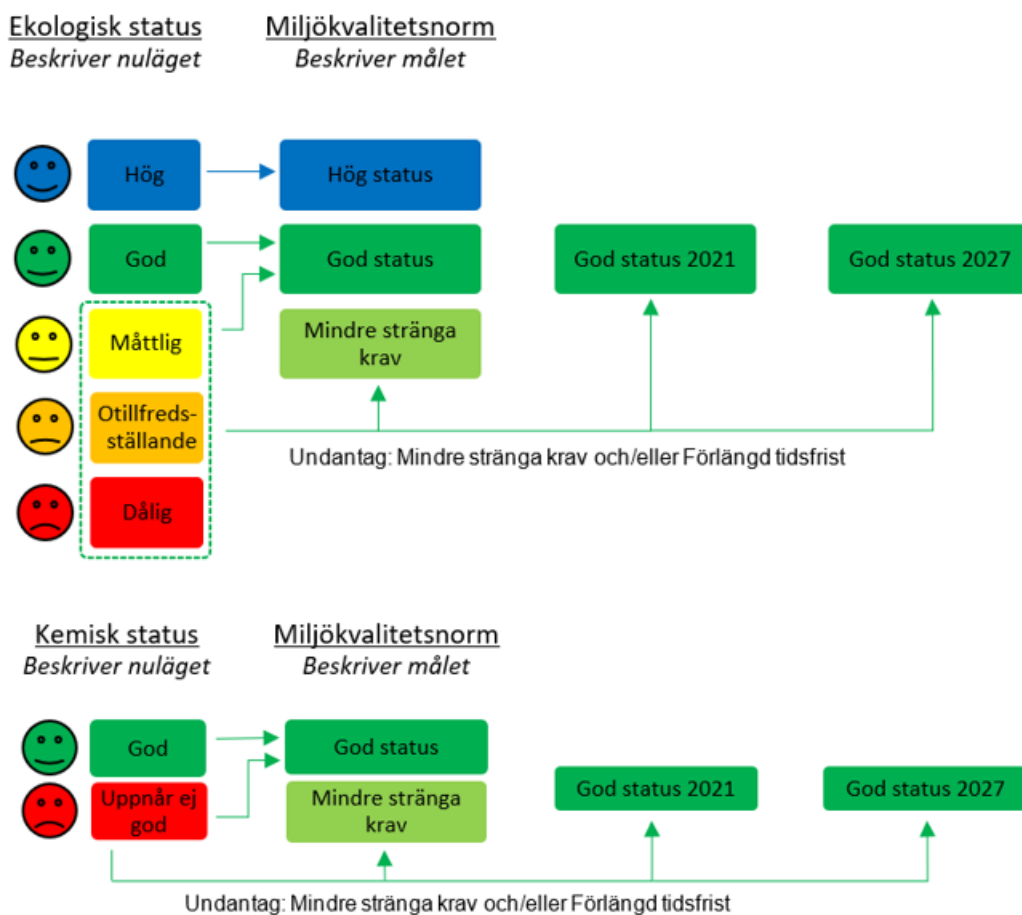 Ekologisk status
Beskriver nuläget
Miljökvalitetsnorm
Beskriver målet
Hög
Hög status
God
God status
God status 2021
God status 2027
Måttlig
Mindre stränga
krav
Otillfreds-
ställande
Undantag: Mindre stränga krav och/eller Förlängd tidsfrist
Dålig
Kemisk status
Beskriver nuläget
Miljökvalitetsnorm
Beskriver målet
God
God status
Uppnår ej
god
Mindre stränga
krav
God status 2021
God status 2027
Undantag: Mindre stränga krav och/eller Förlängd tidsfrist